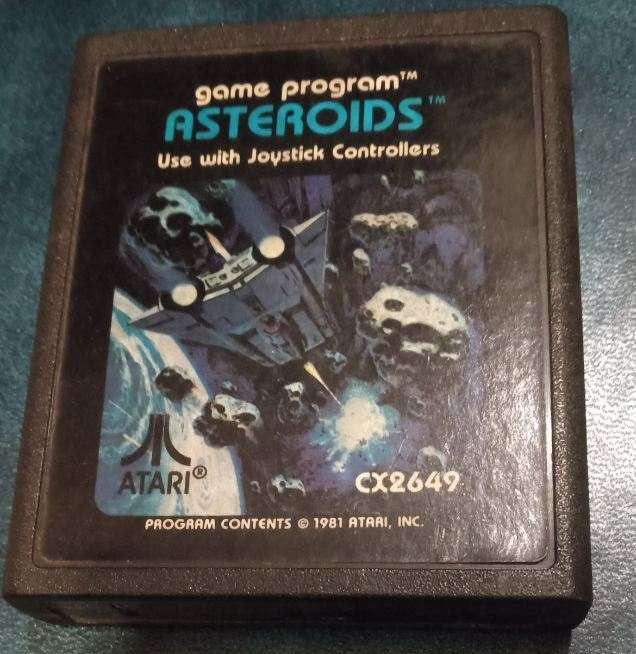 game program™
ASTEROIDS™
Use with Joystick Controllers
ATARI®
CX2649
PROGRAM CONTENTS © 1981 ATARI, INC.